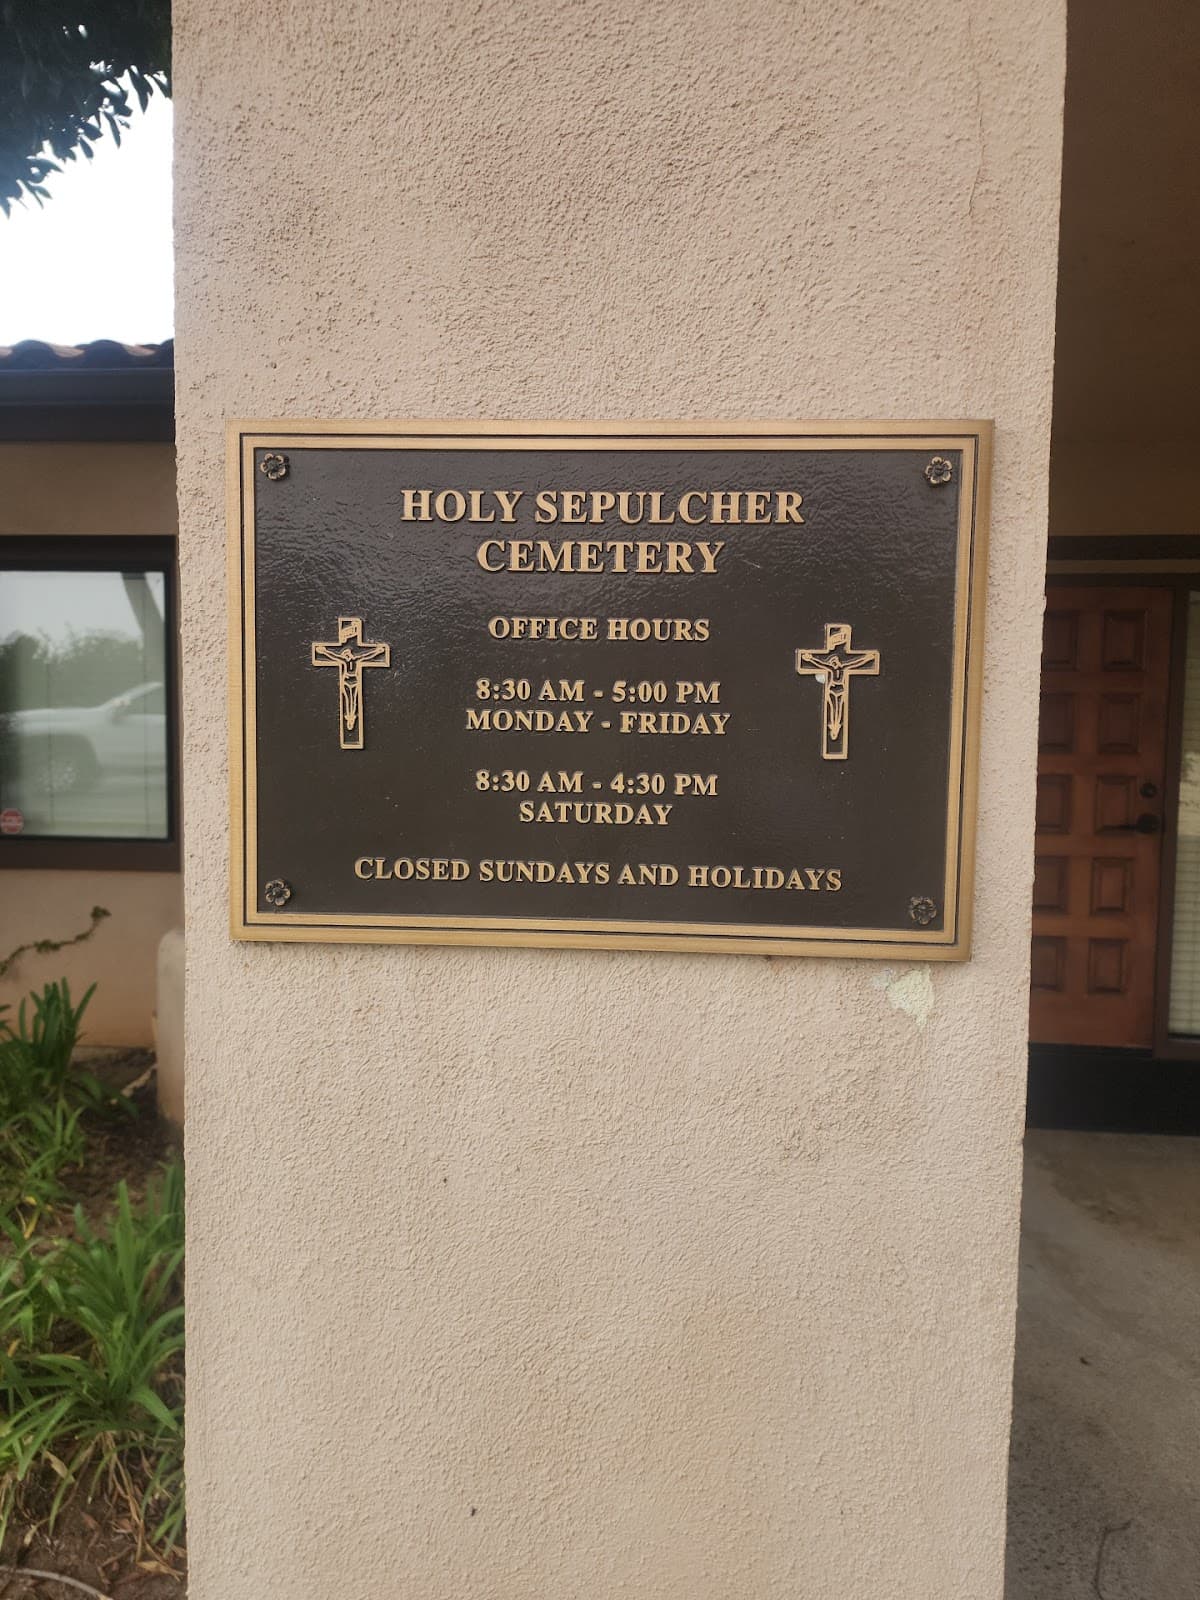 HOLY SEPULCHER
CEMETERY
OFFICE HOURS
8:30 AM - 5:00 PM
MONDAY - FRIDAY
8:30 AM - 4:30 PM
SATURDAY
CLOSED SUNDAYS AND HOLIDAYS